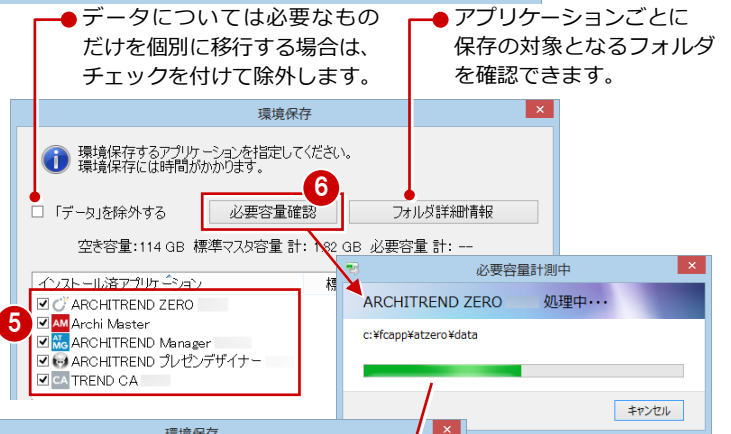 データについては必要なもの
だけを個別に移行する場合は、
チェックを付けて除外します。
アプリケーションごとに
保存の対象となるフォルダ
を確認できます。
環境保存
環境保存するアプリケーションを指定してください。
環境保存には時間がかかります。
6
「データ」を除外する
必要容量確認
フォルダ詳細情報
空き容量:114 GB 標準マスタ容量 計: 1.82 GB 必要容量 計: --
インストール済アプリケーション
標
5
ARCHITREND ZERO
AM Archi Master
AT MG ARCHITREND Manager
ARCHITREND プレゼンデザイナー
CA TREND CA
必要容量計測中
ARCHITREND ZERO 処理中・・・
c:¥fcapp¥atzero¥data
キャンセル
環境保存